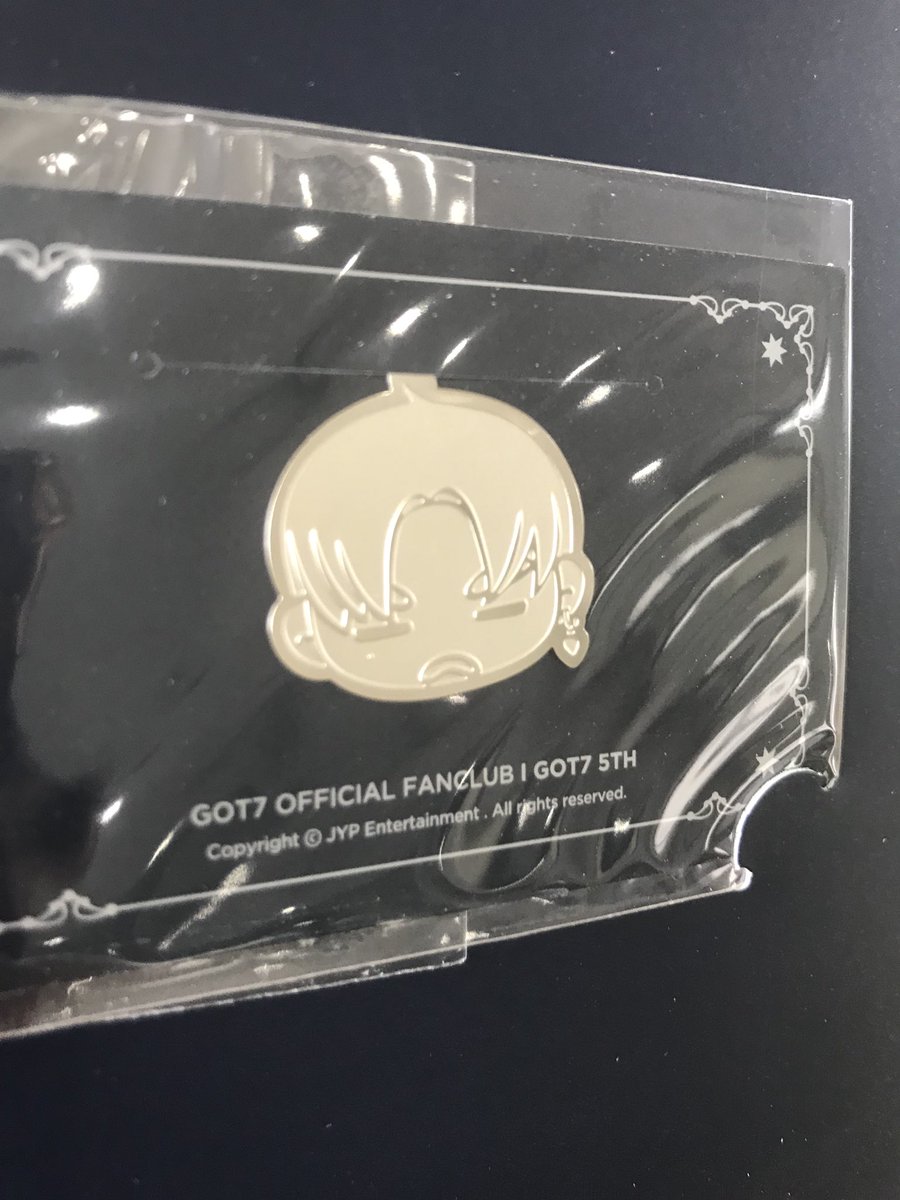 GOT7 OFFICIAL FANCLUB I GOT7 5TH
Copyright ⓒ JYP Entertainment . All rights reserved.